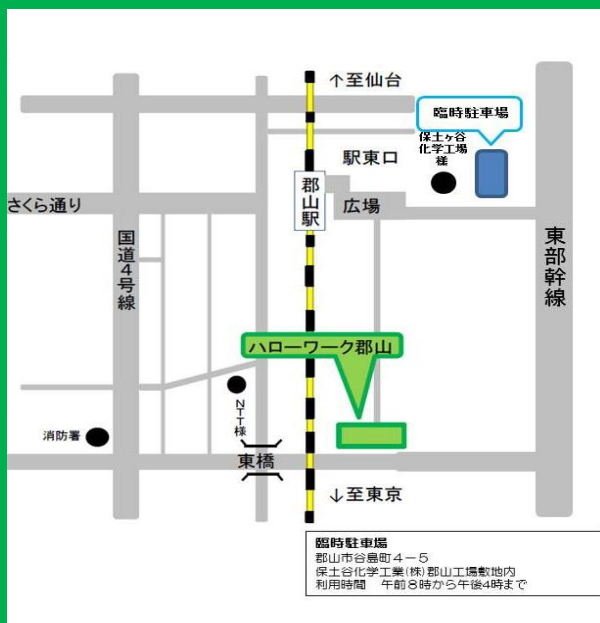 ↑至仙台
臨時駐車場
保土ヶ谷
化学工場
様
駅東口
郡山駅
広場
さくら通り
国道4号線
東部幹線
ハローワーク郡山
NTT様
消防署
東橋
↓至東京
臨時駐車場
郡山市谷島町4－5
保土谷化学工業(株)郡山工場敷地内
利用時間　午前8時から午後4時まで